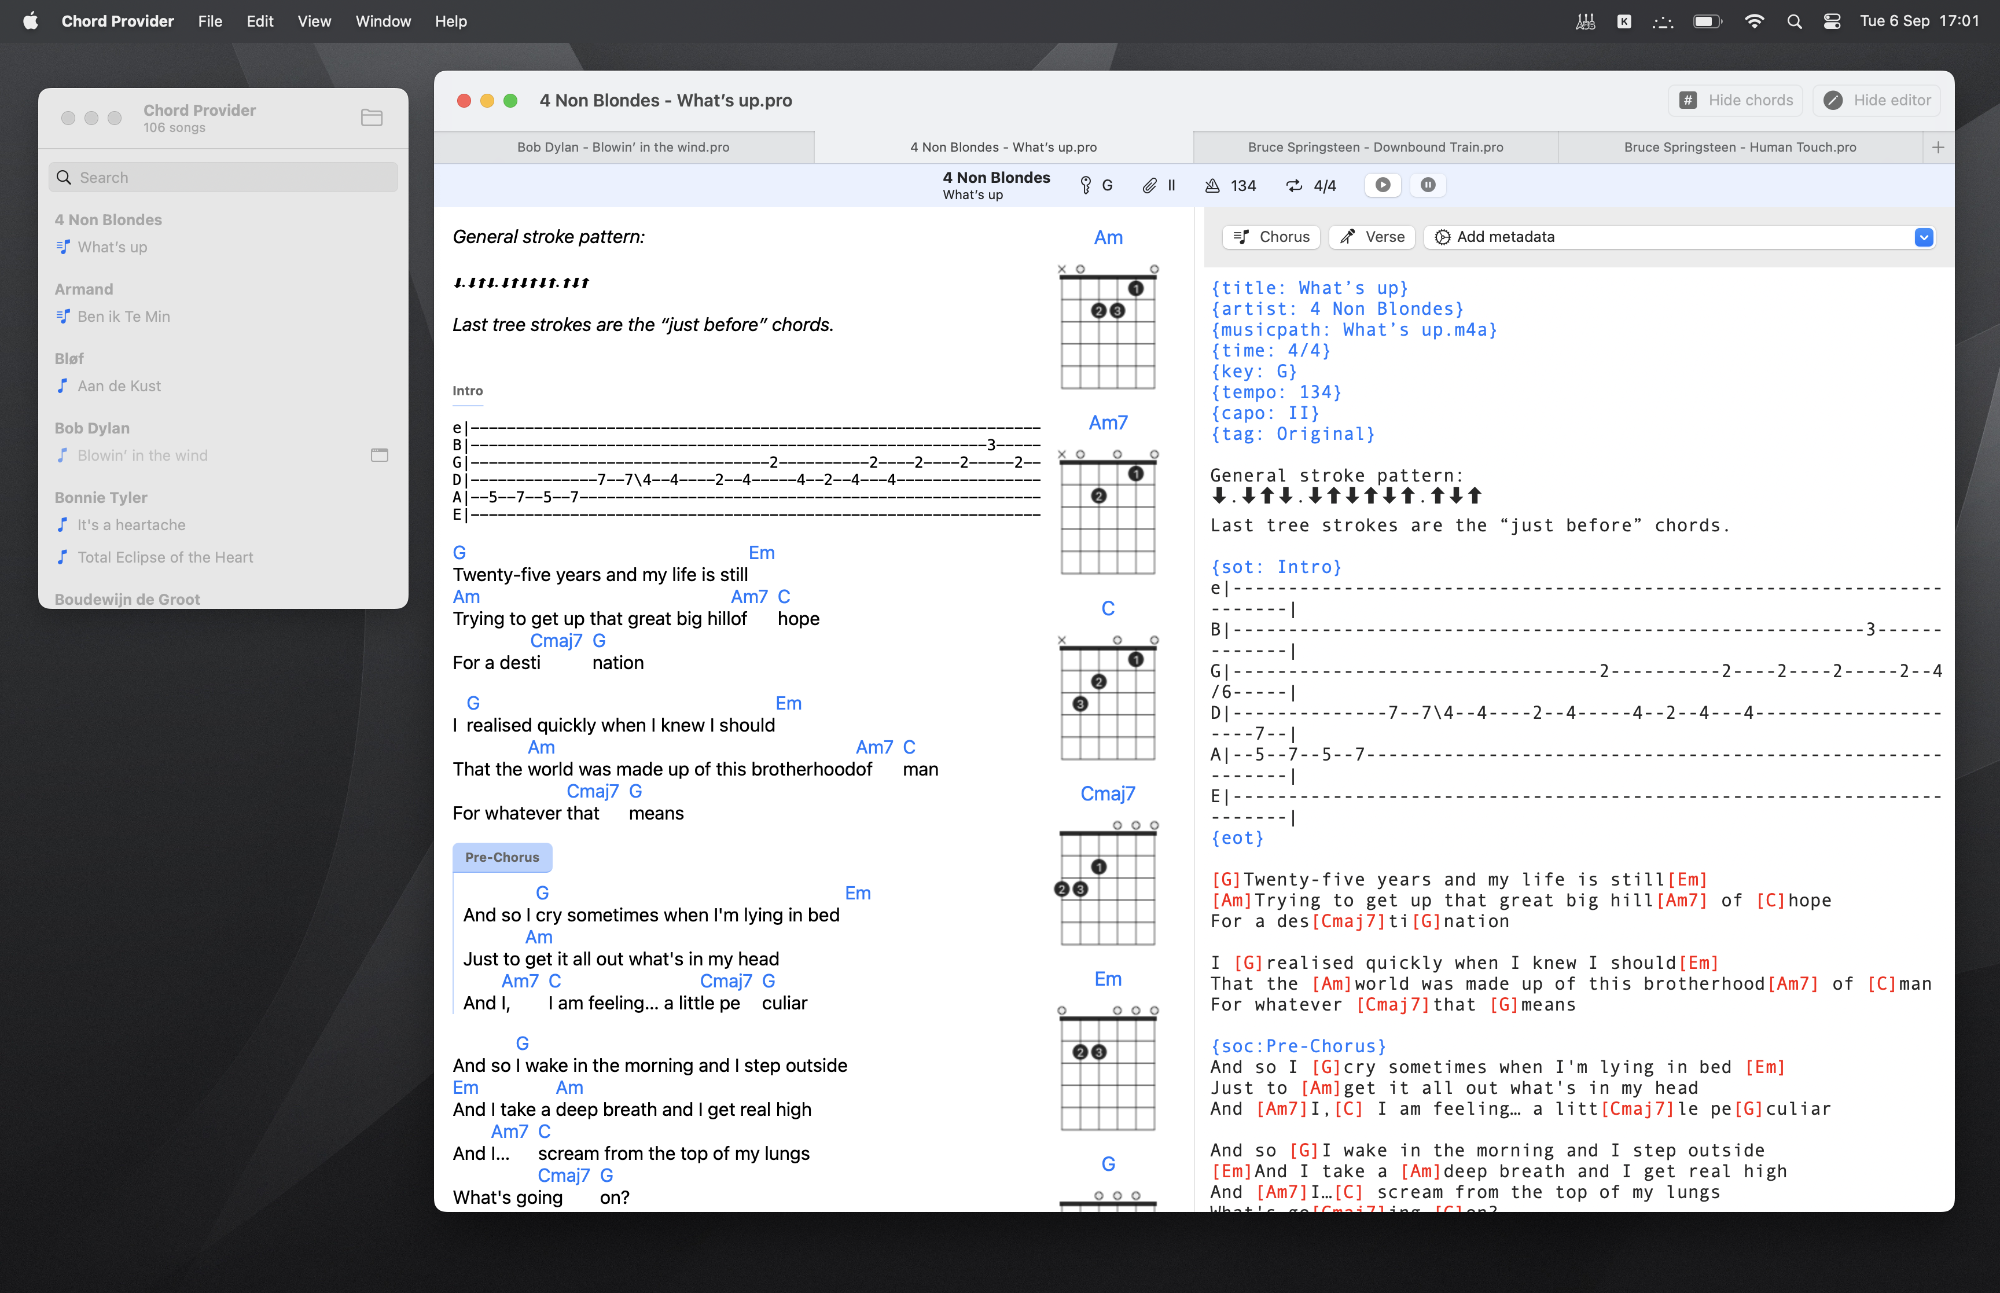 Chord Provider File Edit View Window Help
K
Tue 6 Sep 17:01
Chord Provider
106 songs
Search
4 Non Blondes
What's up
Armand
Ben ik Te Min
Bløf
Aan de Kust
Bob Dylan
Blowin' in the wind
Bonnie Tyler
It's a heartache
Total Eclipse of the Heart
Boudewijn de Groot
4 Non Blondes - What's up.pro
# Hide chords
Hide editor
Bob Dylan - Blowin' in the wind.pro
4 Non Blondes - What's up.pro
Bruce Springsteen - Downbound Train.pro
Bruce Springsteen - Human Touch.pro
+
4 Non Blondes
What's up
G
II
134
4/4
General stroke pattern:
⬇.⬇⬆⬇.⬇⬆⬇⬆⬇⬆.⬆⬇⬆
Last tree strokes are the “just before” chords.
Intro
e|---------------------------------------------------------------
B|---------------------------------------------------------3-----
G|---------------------------------2----------2----2----2-----2--
D|--------------7--7\4--4----2--4-----4--2--4---4----------------
A|--5--7--5--7---------------------------------------------------
E|---------------------------------------------------------------
G Em
Twenty-five years and my life is still
Am Am7 C
Trying to get up that great big hillof hope
Cmaj7 G
For a desti nation
G Em
I realised quickly when I knew I should
Am Am7 C
That the world was made up of this brotherhoodof man
Cmaj7 G
For whatever that means
Pre-Chorus
G Em
And so I cry sometimes when I'm lying in bed
Am
Just to get it all out what's in my head
Am7 C Cmaj7 G
And I, I am feeling... a little pe culiar
G
And so I wake in the morning and I step outside
Em Am
And I take a deep breath and I get real high
Am7 C
And I... scream from the top of my lungs
Cmaj7 G
What's going on?
Am
× ○ ○
1
2 3
Am7
× ○ ○ ○
1
2
C
× ○ ○
1
2
3
Cmaj7
○ ○ ○
1
2 3
Em
○ ○ ○ ○
2 3
G
○ ○ ○
Chorus
Verse
Add metadata
{title: What's up}
{artist: 4 Non Blondes}
{musicpath: What's up.m4a}
{time: 4/4}
{key: G}
{tempo: 134}
{capo: II}
{tag: Original}
General stroke pattern:
⬇.⬇⬆⬇.⬇⬆⬇⬆⬇⬆.⬆⬇⬆
Last tree strokes are the “just before” chords.
{sot: Intro}
e|----------------------------------------------------------------
-------|
B|---------------------------------------------------------3------
-------|
G|---------------------------------2----------2----2----2-----2--4
/6-----|
D|--------------7--7\4--4----2--4-----4--2--4---4-----------------
----7--|
A|--5--7--5--7----------------------------------------------------
-------|
E|----------------------------------------------------------------
-------|
{eot}
[G]Twenty-five years and my life is still[Em]
[Am]Trying to get up that great big hill[Am7] of [C]hope
For a des[Cmaj7]ti[G]nation
I [G]realised quickly when I knew I should[Em]
That the [Am]world was made up of this brotherhood[Am7] of [C]man
For whatever [Cmaj7]that [G]means
{soc:Pre-Chorus}
And so I [G]cry sometimes when I'm lying in bed [Em]
Just to [Am]get it all out what's in my head
And [Am7]I,[C] I am feeling… a litt[Cmaj7]le pe[G]culiar
And so [G]I wake in the morning and I step outside
[Em]And I take a [Am]deep breath and I get real high
And [Am7]I…[C] scream from the top of my lungs
What's go[Cmaj7]ing [G]on?